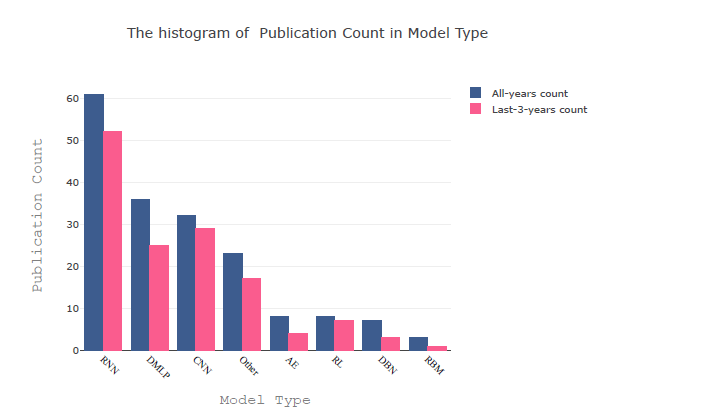 The histogram of  Publication Count in Model Type
All-years count
Last-3-years count
Publication Count
60
50
40
30
20
10
0
RNN
DMLP
CNN
Other
AE
RL
DBN
RBM
Model Type